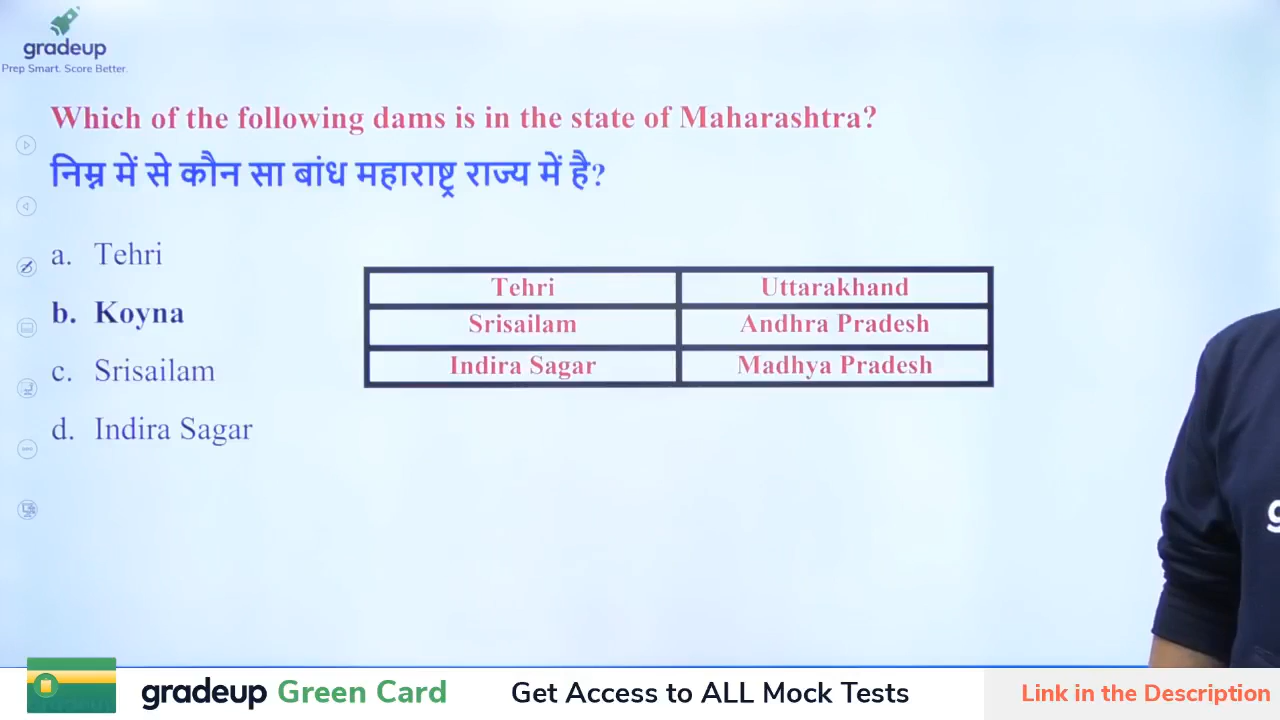 gradeup
Prep Smart. Score Better.
Which of the following dams is in the state of Maharashtra?
निम्न में से कौन सा बांध महाराष्ट्र राज्य में है?
a. Tehri
b. Koyna
c. Srisailam
d. Indira Sagar
Tehri Uttarakhand
Srisailam Andhra Pradesh
Indira Sagar Madhya Pradesh
g
gradeup Green Card Get Access to ALL Mock Tests Link in the Description